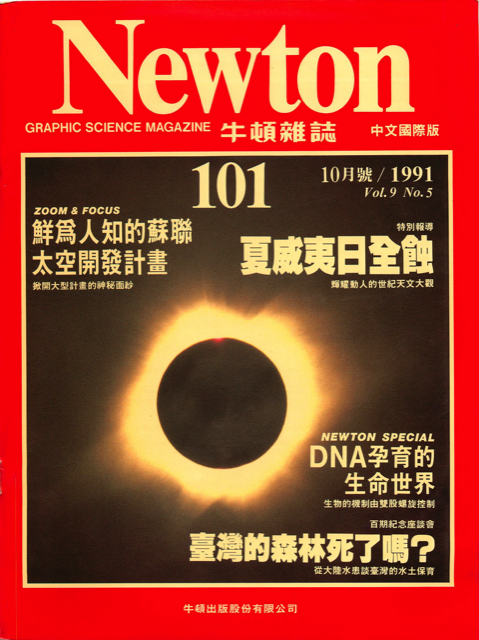 Newton
GRAPHIC SCIENCE MAGAZINE 牛頓雜誌 中文國際版
101
10月號 / 1991
Vol. 9 No. 5
ZOOM & FOCUS
鮮爲人知的蘇聯
太空開發計畫
掀開大型計畫的神秘面紗
特別報導
夏威夷日全蝕
輝耀動人的世紀天文大觀
NEWTON SPECIAL
DNA孕育的
生命世界
生物的機制由雙股螺旋控制
百期紀念座談會
臺灣的森林死了嗎?
從大陸水患談臺灣的水土保育
牛頓出版股份有限公司